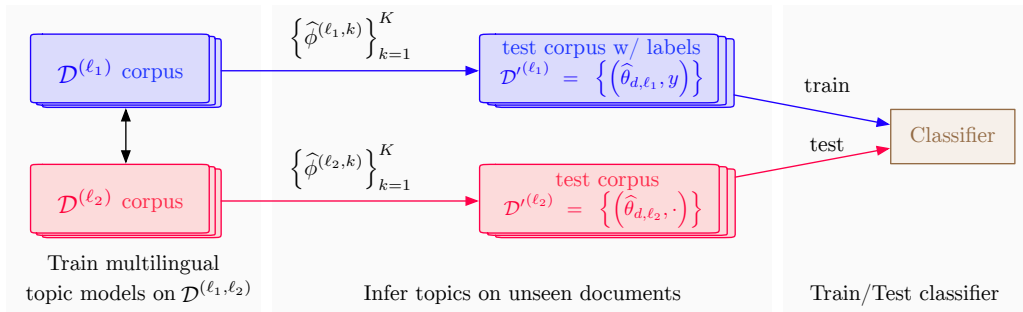 𝒟^(ℓ₁) corpus
{φ̂^(ℓ₁,k)}_{k=1}^{K}
test corpus w/ labels
𝒟′^(ℓ₁) = {(θ̂_{d,ℓ₁}, y)}
train
Classifier
test
𝒟^(ℓ₂) corpus
{φ̂^(ℓ₂,k)}_{k=1}^{K}
test corpus
𝒟′^(ℓ₂) = {(θ̂_{d,ℓ₂}, ·)}
Train multilingual
topic models on 𝒟^(ℓ₁,ℓ₂)
Infer topics on unseen documents
Train/Test classifier